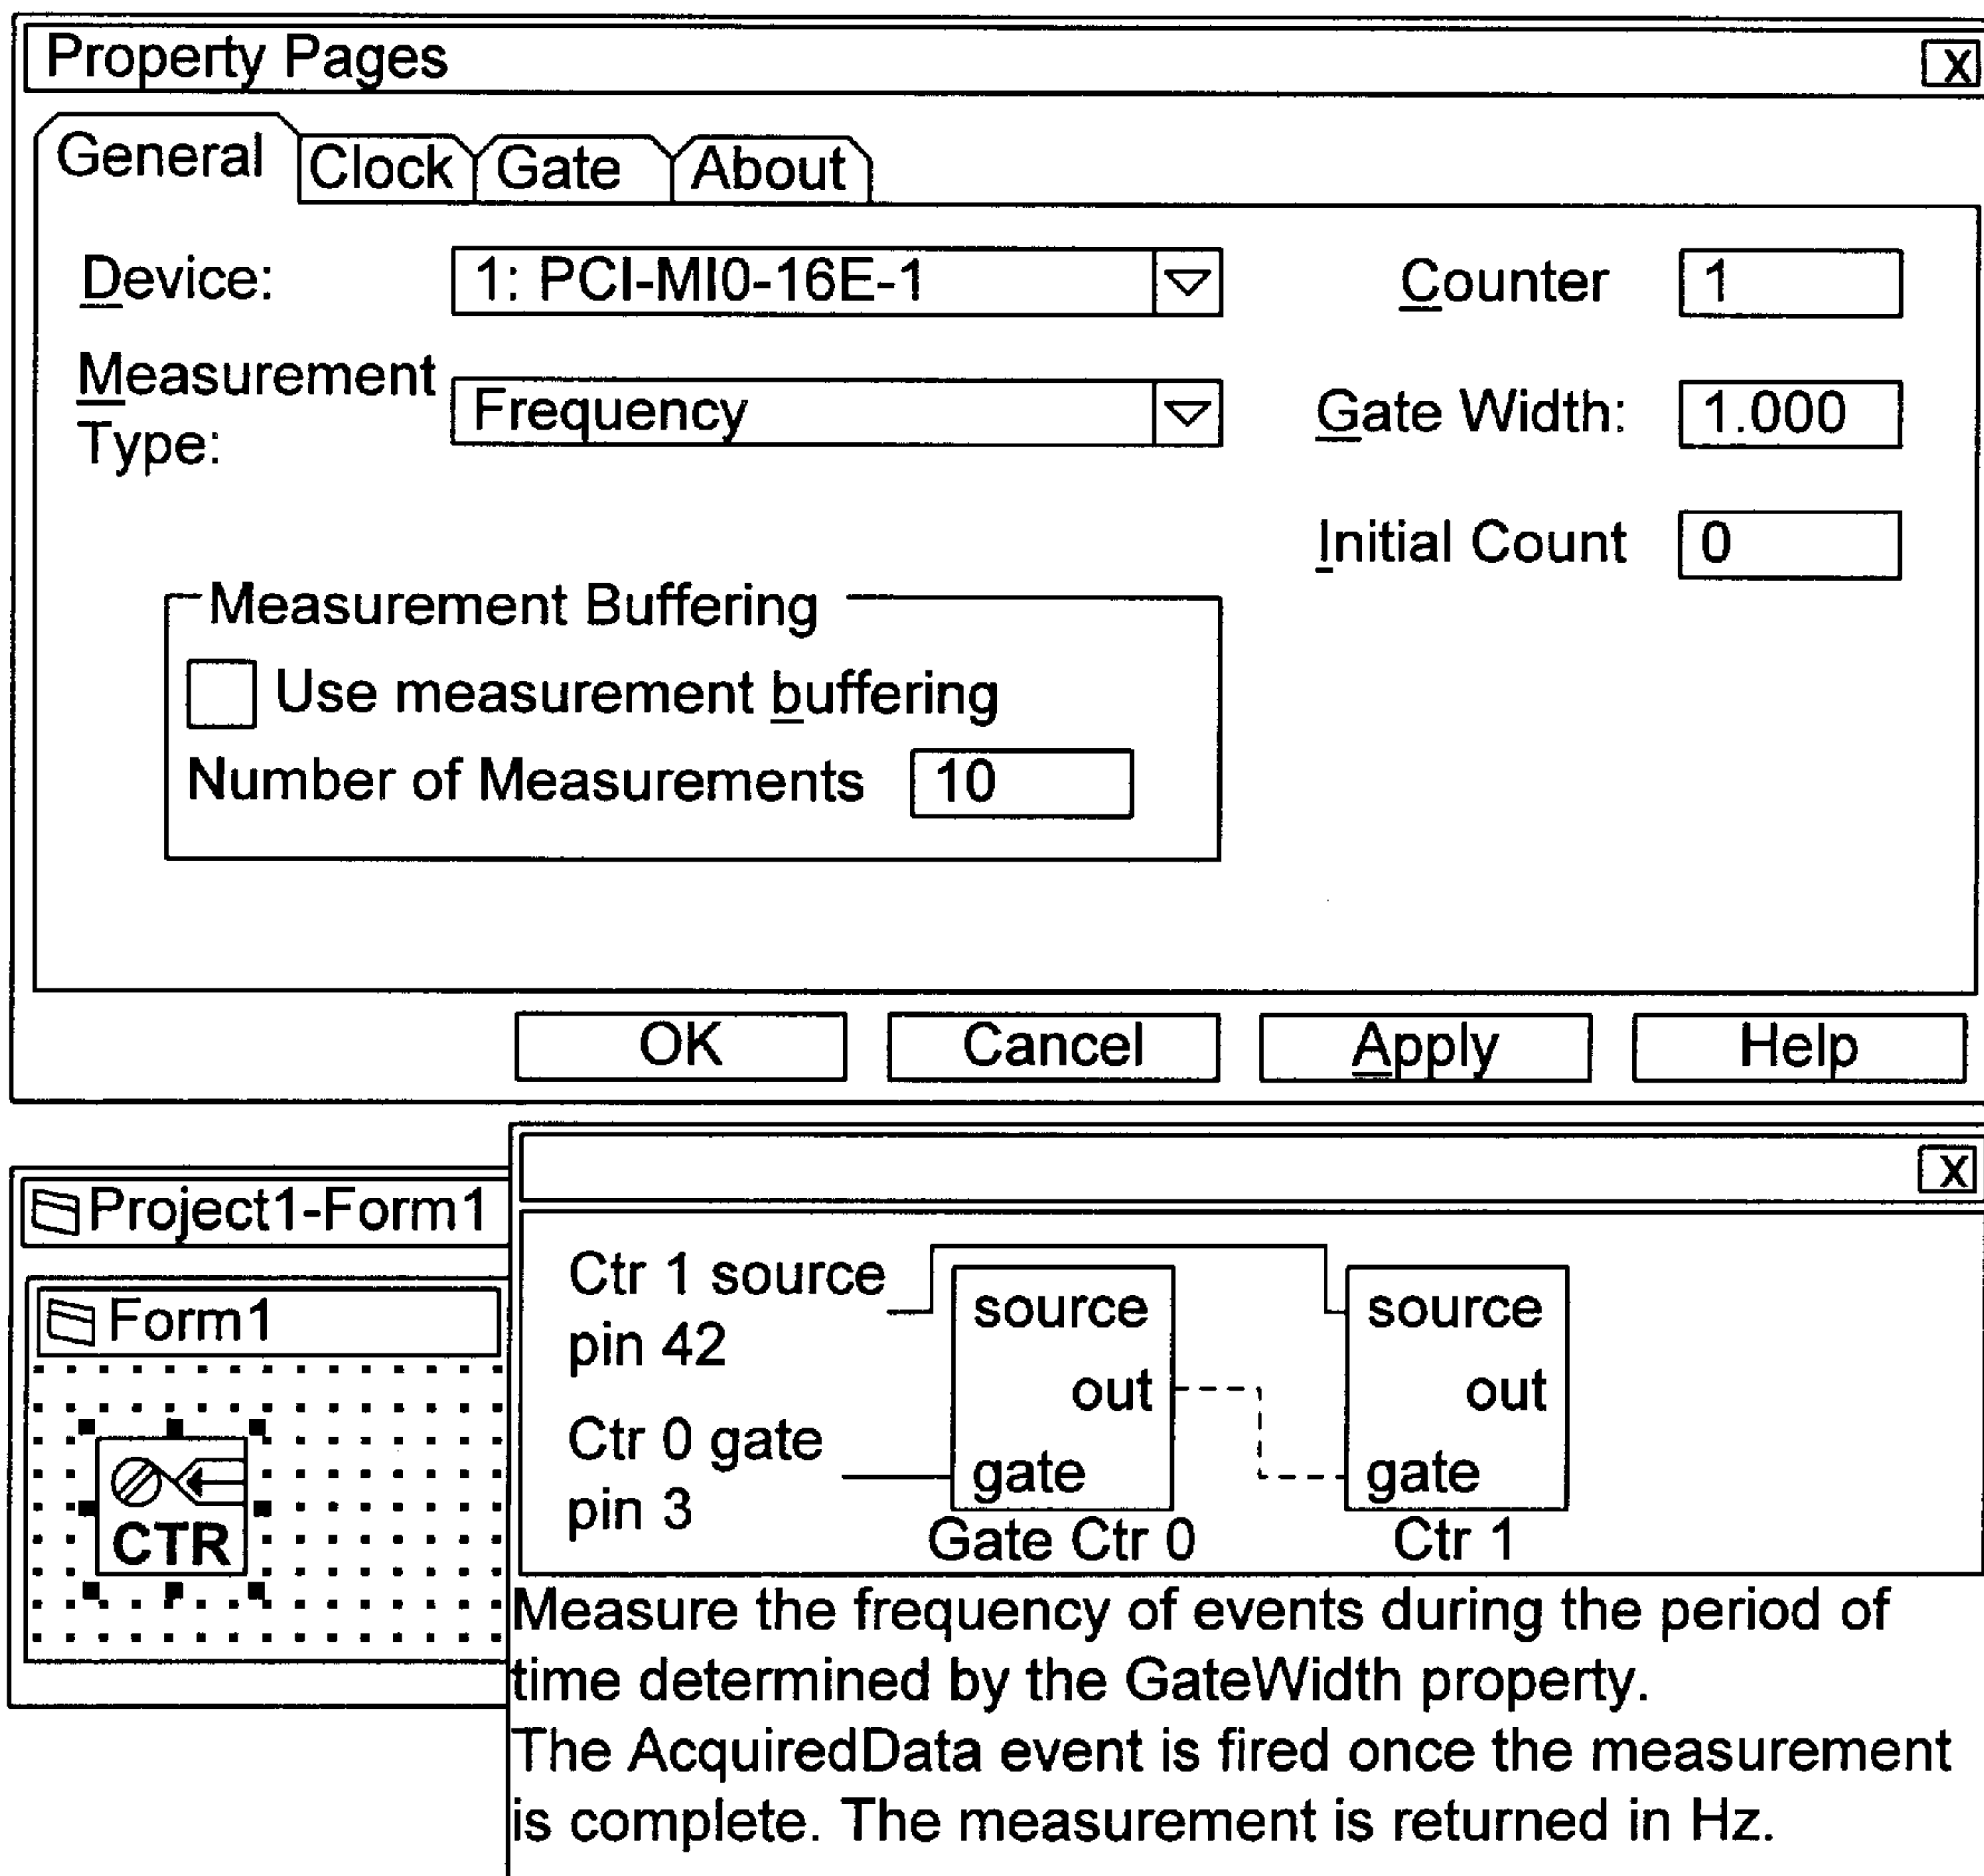 Property Pages X
General Clock Gate About
Device: 1: PCI-MI0-16E-1 Counter 1
Measurement Type: Frequency Gate Width: 1.000
Initial Count 0
Measurement Buffering
Use measurement buffering
Number of Measurements 10
OK Cancel Apply Help
X
Project1-Form1
Form1
CTR
Ctr 1 source
pin 42
Ctr 0 gate
pin 3
source
out
gate
Gate Ctr 0
source
out
gate
Ctr 1
Measure the frequency of events during the period of
time determined by the GateWidth property.
The AcquiredData event is fired once the measurement
is complete. The measurement is returned in Hz.